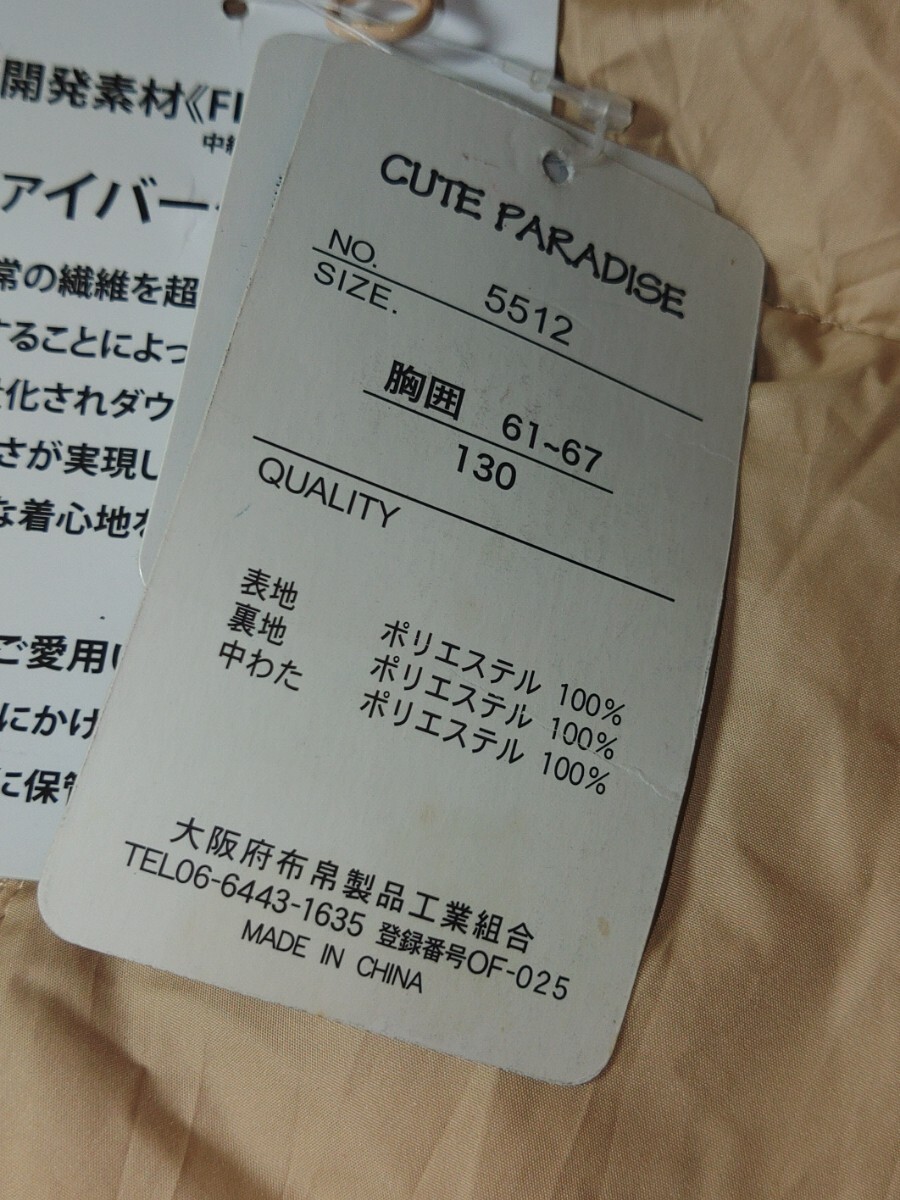 開発素材《FI
中
ァイバー
常の繊維を超
することによっ
化されダウ
さが実現し
な着心地を
ご愛用い
にかけ
に保管
CUTE PARADISE
NO. 5512
SIZE.
胸囲 61~67
130
QUALITY
表地 ポリエステル 100%
裏地 ポリエステル 100%
中わた ポリエステル 100%
大阪府布帛製品工業組合
TEL06-6443-1635 登録番号OF-025
MADE IN CHINA